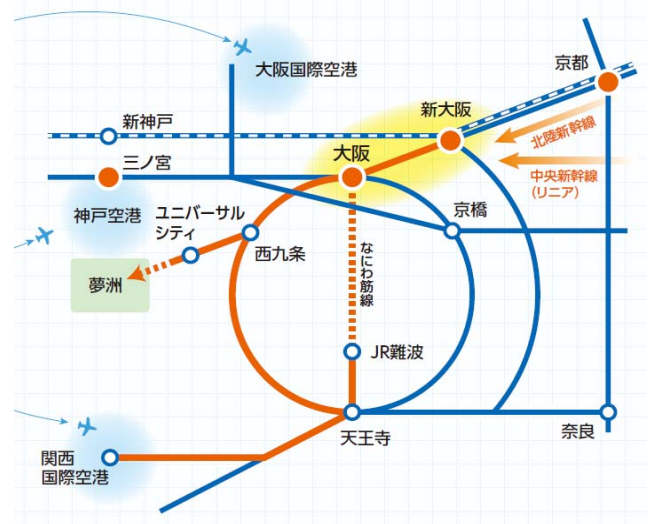 大阪国際空港
京都
新神戸
新大阪
北陸新幹線
三ノ宮
大阪
中央新幹線
(リニア)
神戸空港
ユニバーサル
シティ
京橋
西九条
なにわ筋線
夢洲
JR難波
天王寺
奈良
関西
国際空港